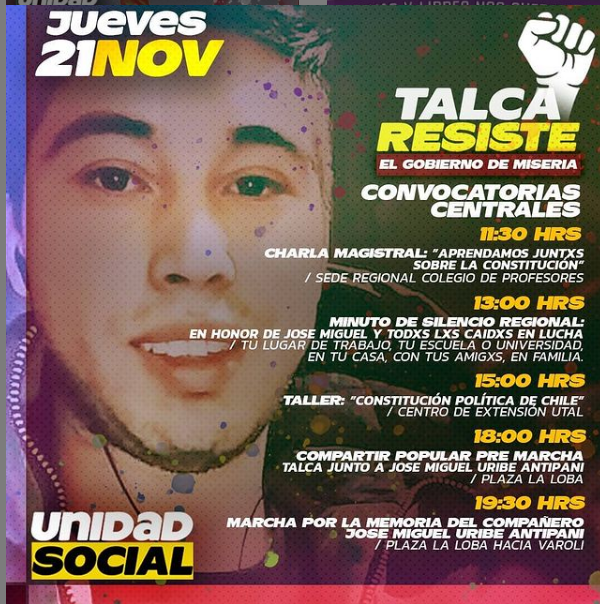 JUEVES
21NOV
TALCA
RESISTE
EL GOBIERNO DE MISERIA
CONVOCATORIAS
CENTRALES
11:30 HRS
CHARLA MAGISTRAL: "APRENDAMOS JUNTXS
SOBRE LA CONSTITUCIÓN"
/ SEDE REGIONAL COLEGIO DE PROFESORES
13:00 HRS
MINUTO DE SILENCIO REGIONAL:
EN HONOR DE JOSE MIGUEL Y TODXS LXS CAIDXS EN LUCHA
/ TU LUGAR DE TRABAJO, TU ESCUELA O UNIVERSIDAD,
EN TU CASA, CON TUS AMIGXS, EN FAMILIA.
15:00 HRS
TALLER: "CONSTITUCIÓN POLÍTICA DE CHILE"
/ CENTRO DE EXTENSIÓN UTAL
18:00 HRS
COMPARTIR POPULAR PRE MARCHA
TALCA JUNTO A JOSE MIGUEL URIBE ANTIPANI
/ PLAZA LA LOBA
19:30 HRS
MARCHA POR LA MEMORIA DEL COMPAÑERO
JOSE MIGUEL URIBE ANTIPANI
/ PLAZA LA LOBA HACIA VAROLI
UNIDAD
SOCIAL